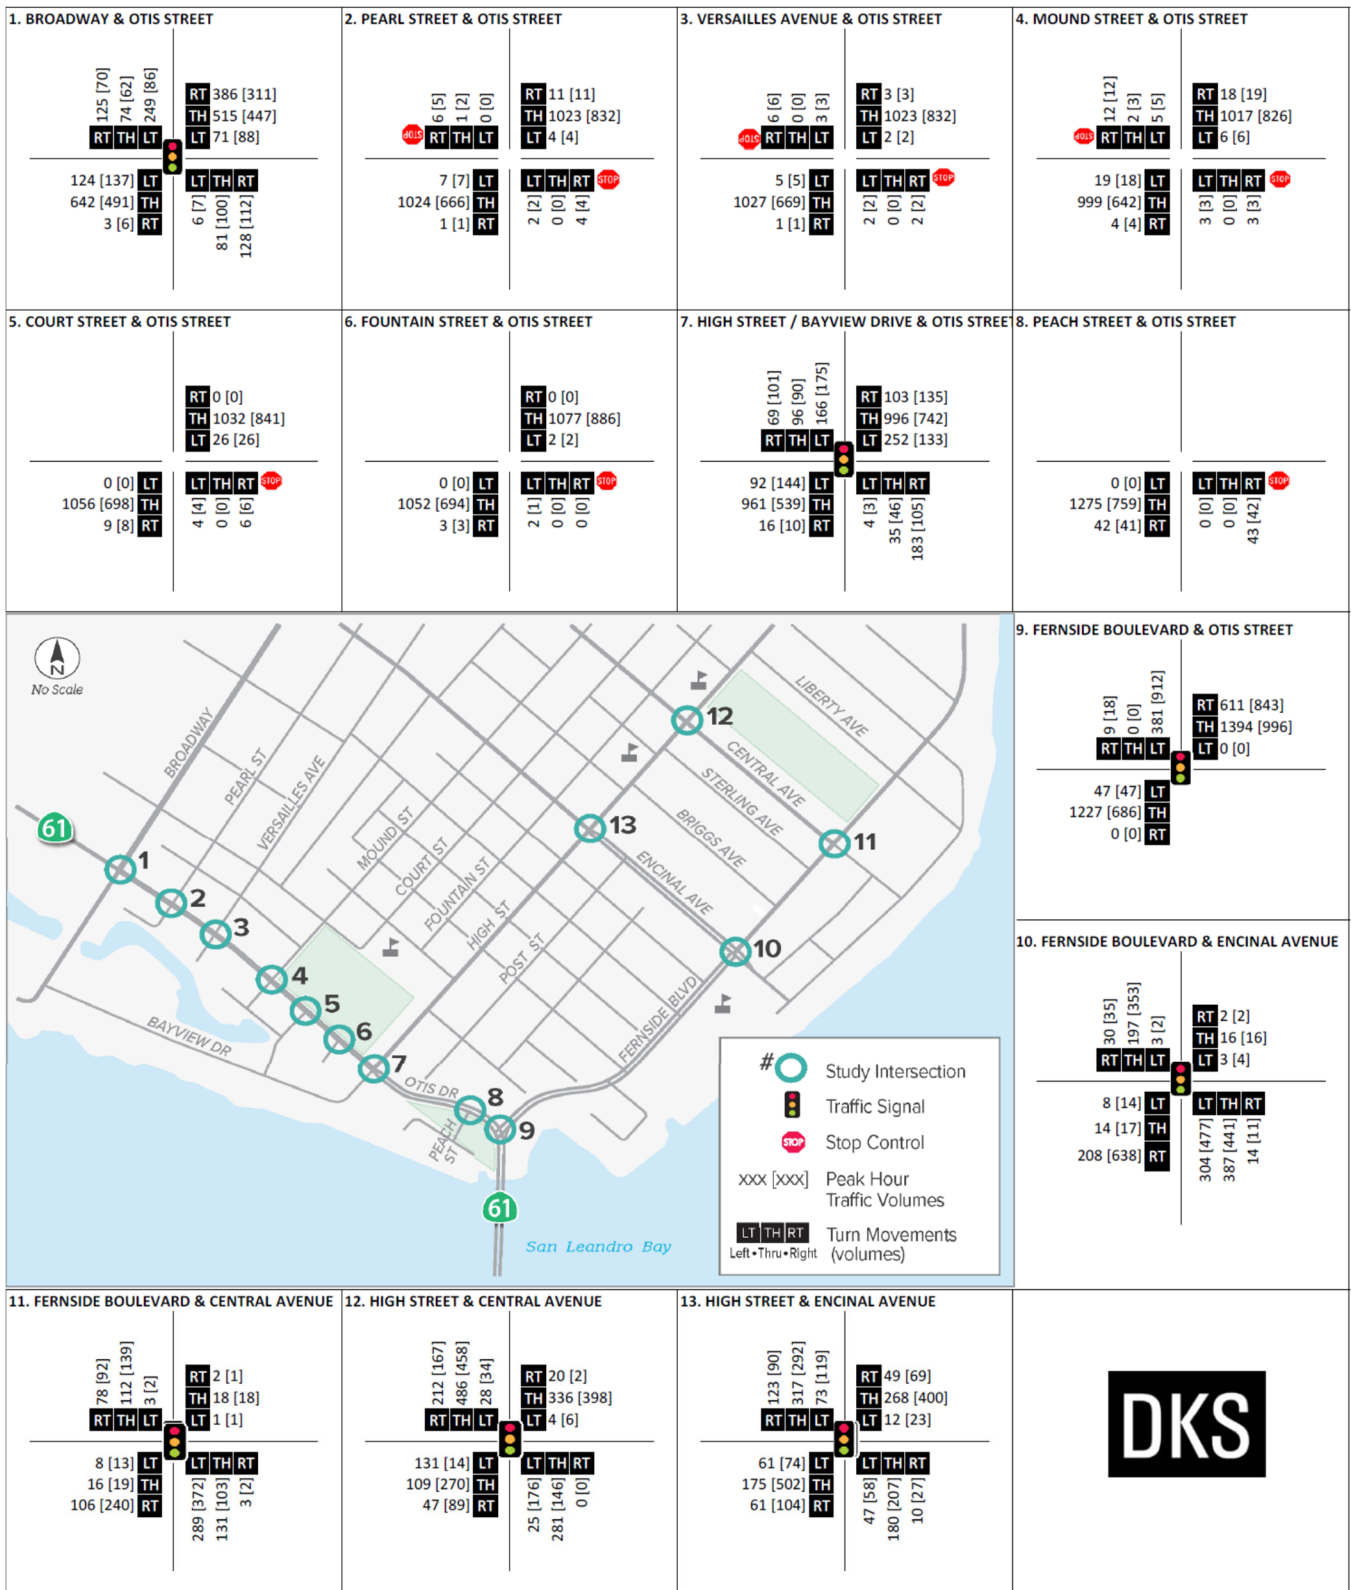 1. BROADWAY & OTIS STREET
125 [70]
74 [62]
249 [86]
RT TH LT
RT 386 [311]
TH 515 [447]
LT 71 [88]
124 [137] LT
642 [491] TH
3 [6] RT
LT TH RT
6 [7]
81 [100]
128 [112]
2. PEARL STREET & OTIS STREET
6 [5]
1 [2]
0 [0]
STOP RT TH LT
RT 11 [11]
TH 1023 [832]
LT 4 [4]
7 [7] LT
1024 [666] TH
1 [1] RT
LT TH RT STOP
2 [2]
0 [0]
4 [4]
3. VERSAILLES AVENUE & OTIS STREET
6 [6]
0 [0]
3 [3]
STOP RT TH LT
RT 3 [3]
TH 1023 [832]
LT 2 [2]
5 [5] LT
1027 [669] TH
1 [1] RT
LT TH RT STOP
2 [2]
0 [0]
2 [2]
4. MOUND STREET & OTIS STREET
12 [12]
2 [3]
5 [5]
STOP RT TH LT
RT 18 [19]
TH 1017 [826]
LT 6 [6]
19 [18] LT
999 [642] TH
4 [4] RT
LT TH RT STOP
3 [3]
0 [0]
3 [3]
5. COURT STREET & OTIS STREET
RT 0 [0]
TH 1032 [841]
LT 26 [26]
0 [0] LT
1056 [698] TH
9 [8] RT
LT TH RT STOP
4 [4]
0 [0]
6 [6]
6. FOUNTAIN STREET & OTIS STREET
RT 0 [0]
TH 1077 [886]
LT 2 [2]
0 [0] LT
1052 [694] TH
3 [3] RT
LT TH RT STOP
2 [1]
0 [0]
0 [0]
7. HIGH STREET / BAYVIEW DRIVE & OTIS STREET
69 [101]
96 [90]
166 [175]
RT TH LT
RT 103 [135]
TH 996 [742]
LT 252 [133]
92 [144] LT
961 [539] TH
16 [10] RT
LT TH RT
4 [3]
35 [46]
183 [105]
8. PEACH STREET & OTIS STREET
0 [0] LT
1275 [759] TH
42 [41] RT
LT TH RT STOP
0 [0]
0 [0]
43 [42]
N
No Scale
61
BROADWAY
PEARL ST
VERSAILLES AVE
MOUND ST
COURT ST
FOUNTAIN ST
HIGH ST
POST ST
LIBERTY AVE
CENTRAL AVE
STERLING AVE
BRIGGS AVE
ENCINAL AVE
FERNSIDE BLVD
BAYVIEW DR
OTIS DR
PEACH ST
1
2
3
4
5
6
7
8
9
10
11
12
13
61
San Leandro Bay
# Study Intersection
Traffic Signal
STOP Stop Control
XXX [XXX] Peak Hour
Traffic Volumes
LT TH RT Turn Movements
Left•Thru•Right (volumes)
9. FERNSIDE BOULEVARD & OTIS STREET
9 [18]
0 [0]
381 [912]
RT TH LT
RT 611 [843]
TH 1394 [996]
LT 0 [0]
47 [47] LT
1227 [686] TH
0 [0] RT
10. FERNSIDE BOULEVARD & ENCINAL AVENUE
30 [35]
197 [353]
3 [2]
RT TH LT
RT 2 [2]
TH 16 [16]
LT 3 [4]
8 [14] LT
14 [17] TH
208 [638] RT
LT TH RT
304 [477]
387 [441]
14 [11]
11. FERNSIDE BOULEVARD & CENTRAL AVENUE
78 [92]
112 [139]
3 [2]
RT TH LT
RT 2 [1]
TH 18 [18]
LT 1 [1]
8 [13] LT
16 [19] TH
106 [240] RT
LT TH RT
289 [372]
131 [103]
3 [2]
12. HIGH STREET & CENTRAL AVENUE
212 [167]
486 [458]
28 [34]
RT TH LT
RT 20 [2]
TH 336 [398]
LT 4 [6]
131 [14] LT
109 [270] TH
47 [89] RT
LT TH RT
25 [176]
281 [146]
0 [0]
13. HIGH STREET & ENCINAL AVENUE
123 [90]
317 [292]
73 [119]
RT TH LT
RT 49 [69]
TH 268 [400]
LT 12 [23]
61 [74] LT
175 [502] TH
61 [104] RT
LT TH RT
47 [58]
180 [207]
10 [27]
DKS